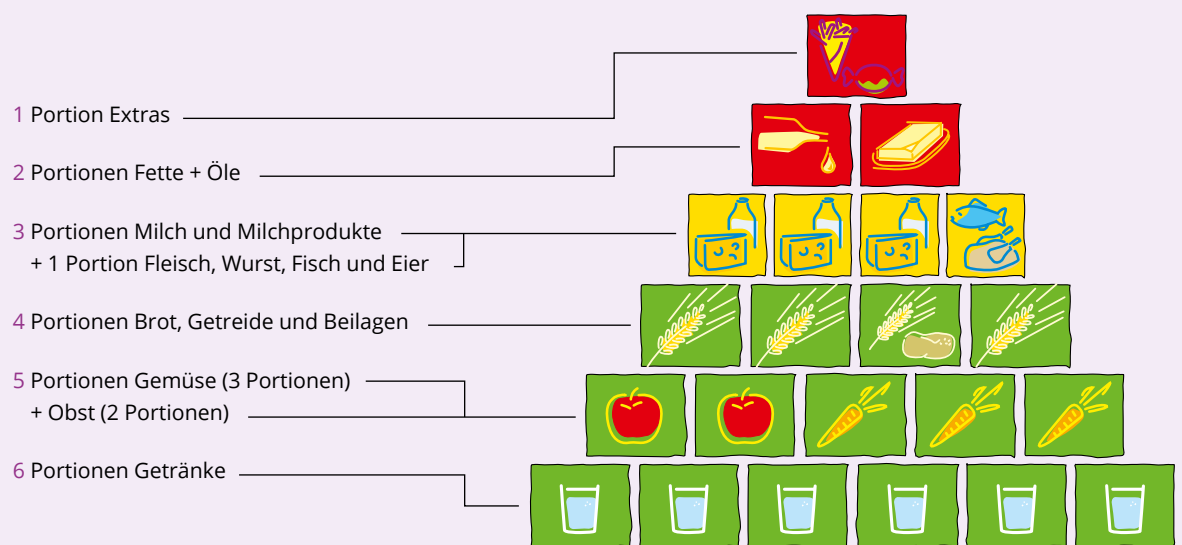 1 Portion Extras
2 Portionen Fette + Öle
3 Portionen Milch und Milchprodukte
+ 1 Portion Fleisch, Wurst, Fisch und Eier
4 Portionen Brot, Getreide und Beilagen
5 Portionen Gemüse (3 Portionen)
+ Obst (2 Portionen)
6 Portionen Getränke